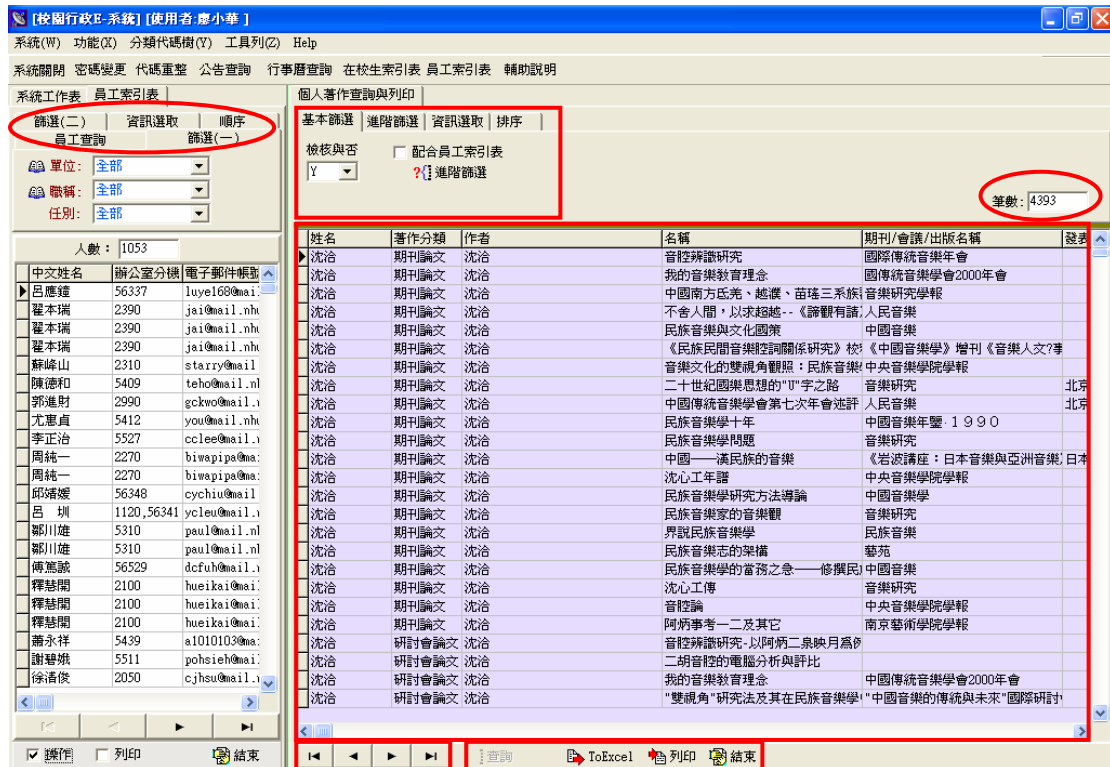 [校園行政E-系統] [使用者:廖小華 ]
系統(W) 功能(X) 分類代碼樹(Y) 工具列(Z) Help
系統關閉 密碼變更 代碼重整 公告查詢 行事曆查詢 在校生索引表 員工索引表 輔助說明
系統工作表 員工索引表
篩選(二) 資訊選取 順序
員工查詢 篩選(一)
單位: 全部
職稱: 全部
任別: 全部
人數: 1053
中文姓名 辦公室分機 電子郵件帳號
呂應鐘 56337 luye168@mai
翟本瑞 2390 jai@mail.nhu
翟本瑞 2390 jai@mail.nhu
翟本瑞 2390 jai@mail.nhu
蘇峰山 2310 starry@mail
陳德和 5409 teho@mail.nl
郭進財 2990 gckwo@mail.
尤惠貞 5412 you@mail.nhu
李正治 5527 cclee@mail.
周純一 2270 biwapipa@ma
周純一 2270 biwapipa@ma
邱婧媛 56348 cychiu@mail
呂 圳 1120,56341 ycleu@mail.
鄒川雄 5310 paul@mail.nl
鄒川雄 5310 paul@mail.nl
傅篤誠 56529 dcfuh@mail.
釋慧開 2100 hueikai@mai
釋慧開 2100 hueikai@mai
釋慧開 2100 hueikai@mai
蕭永祥 5439 a1010103@ma
謝碧娥 5511 pohsieh@mai
徐濬俊 2050 cjhsu@mail.
操作 列印 結束
個人著作查詢與列印
基本篩選 進階篩選 資訊選取 排序
檢核與否 配合員工索引表
Y ?{} 進階篩選
筆數: 4393
姓名 著作分類 作者 名稱 期刊/會議/出版名稱 發表
沈洽 期刊論文 沈洽 音腔辨識研究 國際傳統音樂年會
沈洽 期刊論文 沈洽 我的音樂教育理念 國傳統音樂學會2000年會
沈洽 期刊論文 沈洽 中國南方氐羌、越濮、苗瑤三系族 音樂研究學報
沈洽 期刊論文 沈洽 不舍人間,以求超越--《諦觀有請 人民音樂
沈洽 期刊論文 沈洽 民族音樂與文化國策 中國音樂
沈洽 期刊論文 沈洽 《民族民間音樂腔詞關係研究》校 《中國音樂學》增刊《音樂人文?事
沈洽 期刊論文 沈洽 音樂文化的雙視角觀照:民族音樂 中央音樂學院學報
沈洽 期刊論文 沈洽 二十世紀國樂思想的"U"字之路 音樂研究 北京
沈洽 期刊論文 沈洽 中國傳統音樂學會第七次年會述評 人民音樂 北京
沈洽 期刊論文 沈洽 民族音樂學十年 中國音樂年鑒·1990
沈洽 期刊論文 沈洽 民族音樂學問題 音樂研究
沈洽 期刊論文 沈洽 中國——漢民族的音樂 《岩波講座:日本音樂與亞洲音樂 日本
沈洽 期刊論文 沈洽 沈心工年譜 中央音樂學院學報
沈洽 期刊論文 沈洽 民族音樂學研究方法導論 中國音樂學
沈洽 期刊論文 沈洽 民族音樂家的音樂觀 音樂研究
沈洽 期刊論文 沈洽 界說民族音樂學 民族音樂
沈洽 期刊論文 沈洽 民族音樂志的架構 藝苑
沈洽 期刊論文 沈洽 民族音樂學的當務之急——修撰民 中國音樂
沈洽 期刊論文 沈洽 沈心工傳 音樂研究
沈洽 期刊論文 沈洽 音腔論 中央音樂學院學報
沈洽 期刊論文 沈洽 阿炳事考一二及其它 南京藝術學院學報
沈洽 研討會論文 沈洽 音腔辨識研究-以阿炳二泉映月爲例
沈洽 研討會論文 沈洽 二胡音腔的電腦分析與評比
沈洽 研討會論文 沈洽 我的音樂教育理念 中國傳統音樂學會2000年會
沈洽 研討會論文 沈洽 "雙視角"研究法及其在民族音樂學 "中國音樂的傳統與未來"國際研討
查詢 ToExcel 列印 結束